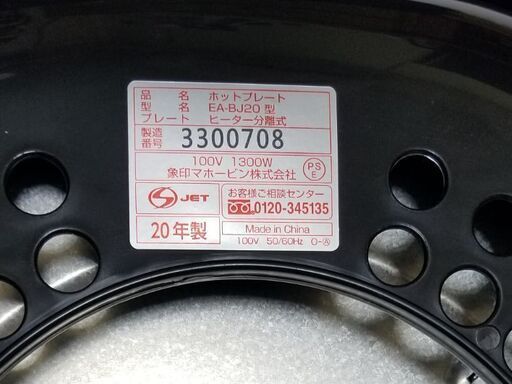 品 名 ホットプレート
型 名 EA-BJ20 型
プレート ヒーター分離式
製造番号 3300708
100V 1300W
象印マホービン株式会社
PSE
JET
お客様ご相談センター
0120-345135
20年製
Made in China
100V 50/60Hz O-Ⓐ